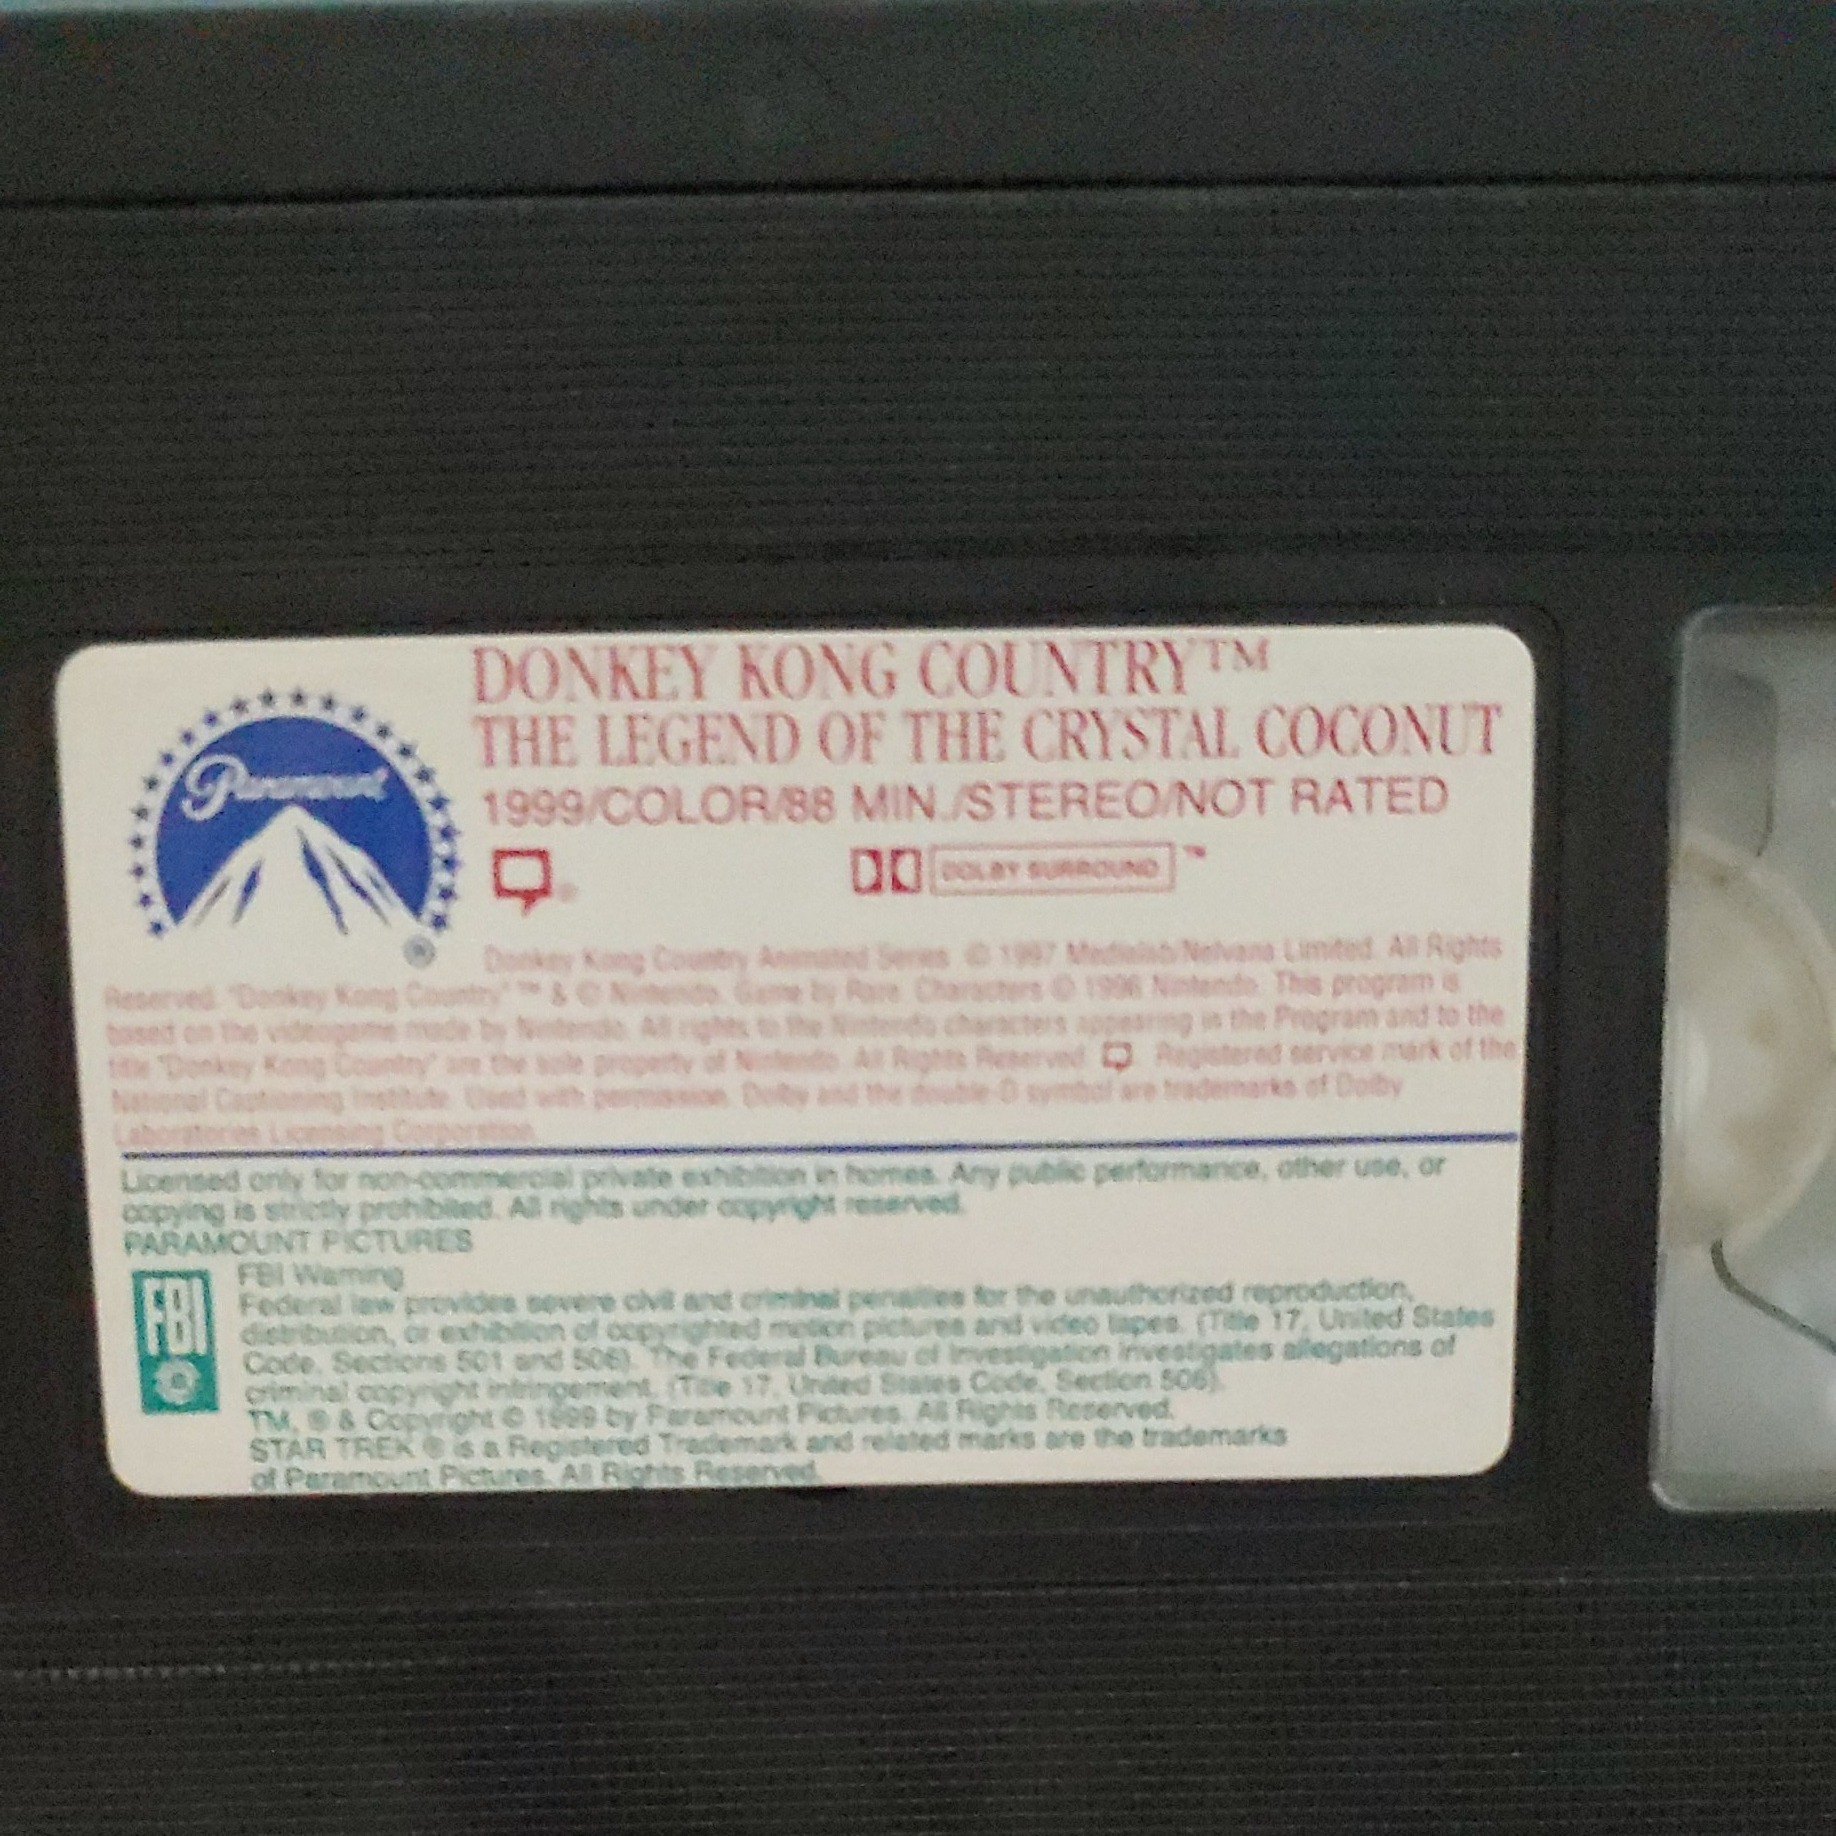 Paramount
®
DONKEY KONG COUNTRY™
THE LEGEND OF THE CRYSTAL COCONUT
1999/COLOR/88 MIN./STEREO/NOT RATED
® DOLBY SURROUND ™
Donkey Kong Country Animated Series © 1997 Medialab/Nelvana Limited. All Rights
Reserved. "Donkey Kong Country" ™ & © Nintendo. Game by Rare. Characters © 1996 Nintendo. This program is
based on the videogame made by Nintendo. All rights to the Nintendo characters appearing in the Program and to the
title "Donkey Kong Country" are the sole property of Nintendo. All Rights Reserved. Registered service mark of the
National Captioning Institute. Used with permission. Dolby and the double-D symbol are trademarks of Dolby
Laboratories Licensing Corporation.
Licensed only for non-commercial private exhibition in homes. Any public performance, other use, or
copying is strictly prohibited. All rights under copyright reserved.
PARAMOUNT PICTURES
FBI
FBI Warning
Federal law provides severe civil and criminal penalties for the unauthorized reproduction,
distribution, or exhibition of copyrighted motion pictures and video tapes. (Title 17, United States
Code, Sections 501 and 506). The Federal Bureau of Investigation investigates allegations of
criminal copyright infringement. (Title 17, United States Code, Section 506).
TM, ® & Copyright © 1999 by Paramount Pictures. All Rights Reserved.
STAR TREK ® is a Registered Trademark and related marks are the trademarks
of Paramount Pictures. All Rights Reserved.